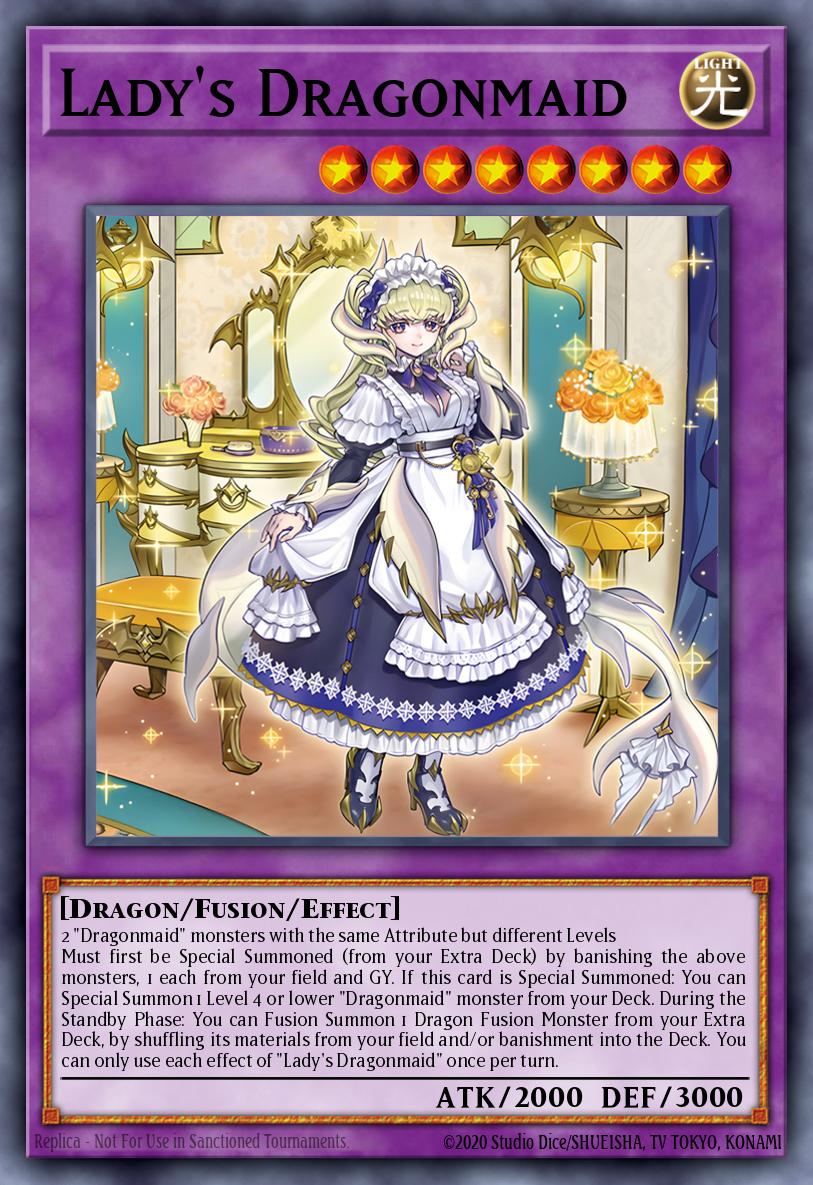 Lady's Dragonmaid
LIGHT
光
[Dragon/Fusion/Effect]
2 "Dragonmaid" monsters with the same Attribute but different Levels
Must first be Special Summoned (from your Extra Deck) by banishing the above
monsters, 1 each from your field and GY. If this card is Special Summoned: You can
Special Summon 1 Level 4 or lower "Dragonmaid" monster from your Deck. During the
Standby Phase: You can Fusion Summon 1 Dragon Fusion Monster from your Extra
Deck, by shuffling its materials from your field and/or banishment into the Deck. You
can only use each effect of "Lady's Dragonmaid" once per turn.
ATK/2000 DEF/3000
Replica - Not For Use in Sanctioned Tournaments.
©2020 Studio Dice/SHUEISHA, TV TOKYO, KONAMI